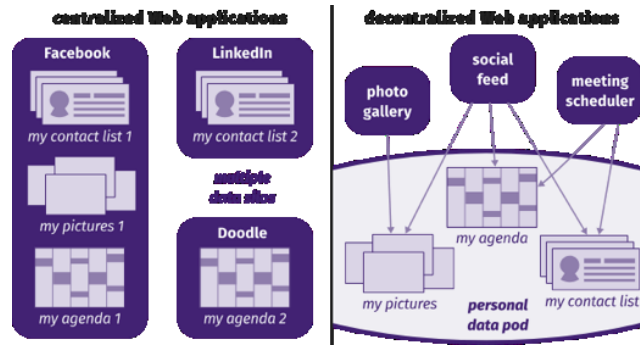 centralized Web applications
Facebook
my contact list 1
my pictures 1
my agenda 1
LinkedIn
my contact list 2
multiple
data silos
Doodle
my agenda 2
decentralized Web applications
photo
gallery
social
feed
meeting
scheduler
my agenda
my pictures
my contact list
personal
data pod